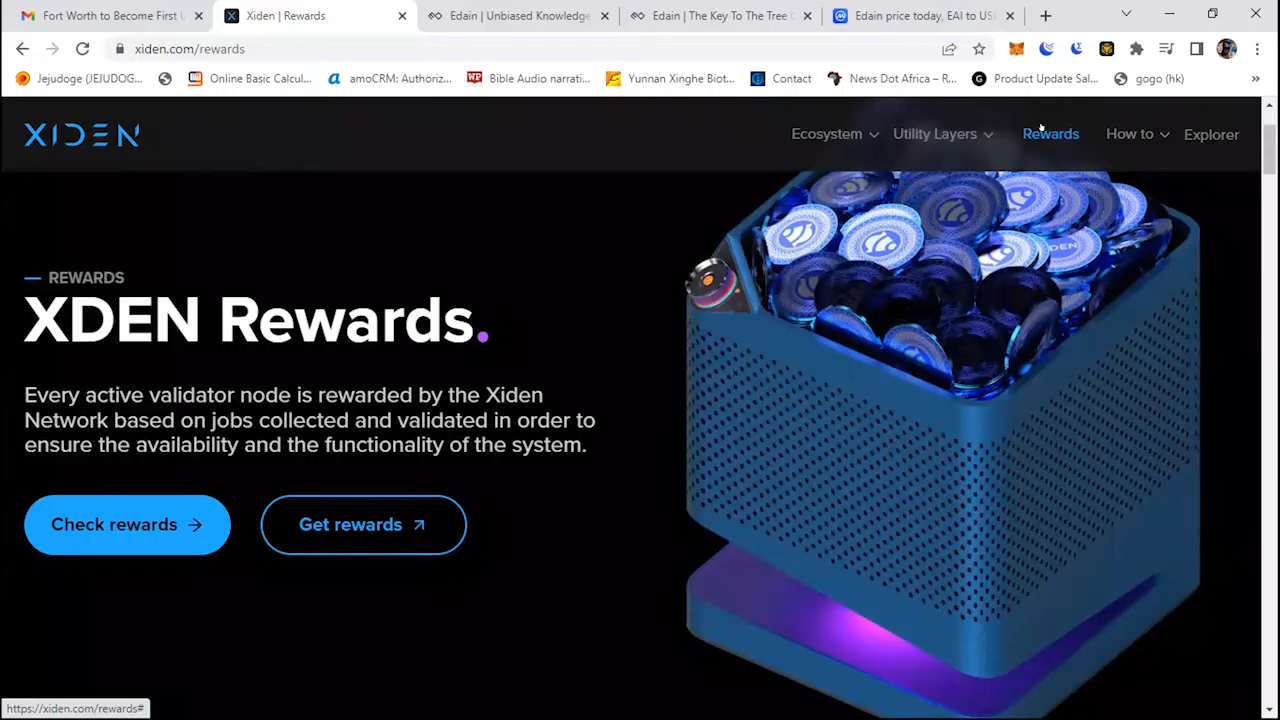 Fort Worth to Become First U
Xiden | Rewards
Edain | Unbiased Knowledge
Edain | The Key To The Tree O
Edain price today, EAI to US
xiden.com/rewards
Jejudoge (JEJUDOG...
Online Basic Calcul...
amoCRM: Authoriz...
Bible Audio narrati...
Yunnan Xinghe Biot...
Contact
News Dot Africa – R...
Product Update Sal...
gogo (hk)
XIDEN
Ecosystem
Utility Layers
Rewards
How to
Explorer
REWARDS
XDEN Rewards.
Every active validator node is rewarded by the Xiden
Network based on jobs collected and validated in order to
ensure the availability and the functionality of the system.
Check rewards
Get rewards
https://xiden.com/rewards#